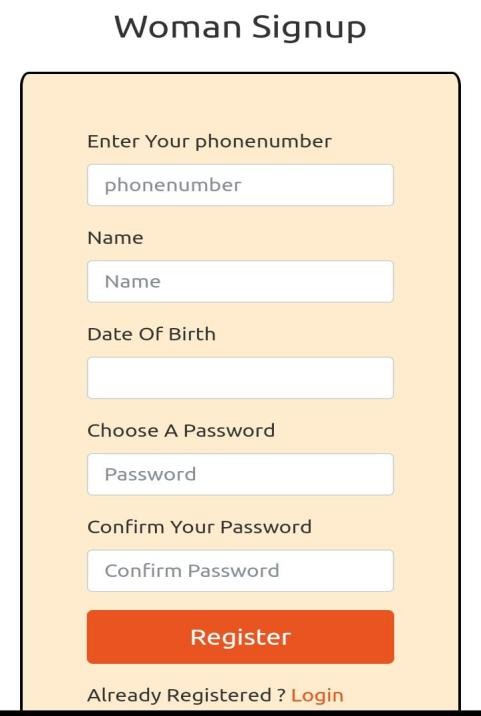 Woman Signup
Enter Your phonenumber
phonenumber
Name
Name
Date Of Birth
Choose A Password
Password
Confirm Your Password
Confirm Password
Register
Already Registered ? Login